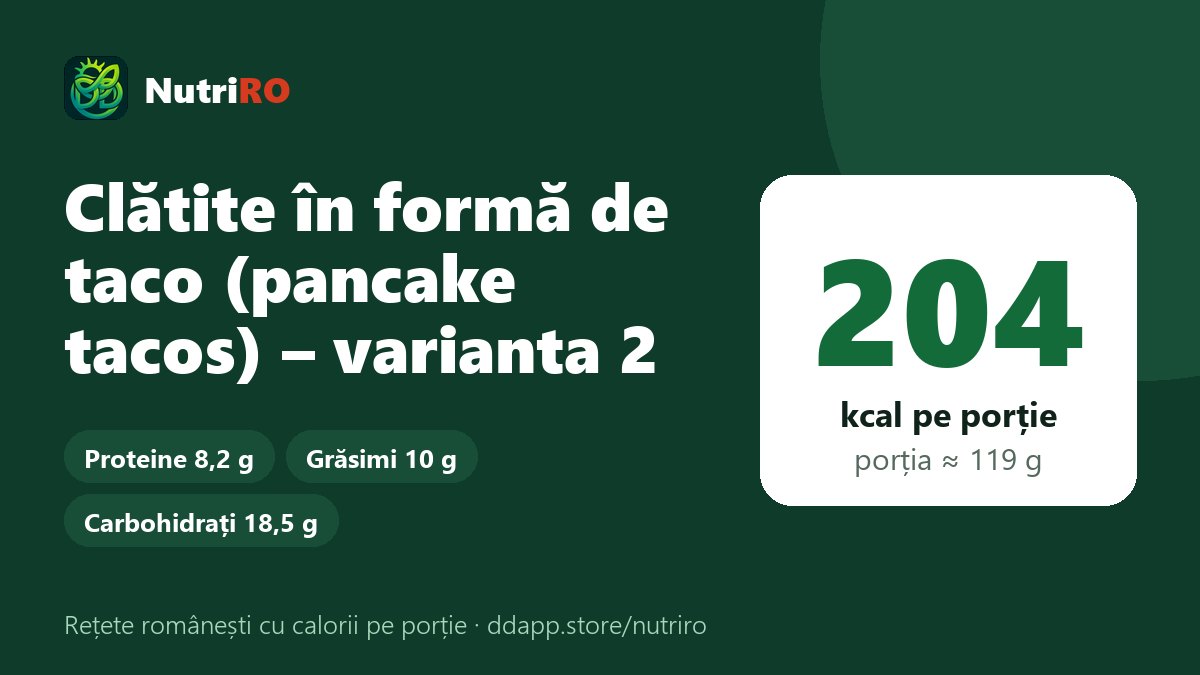 NutriRO
Clătite în formă de
taco (pancake
tacos) – varianta 2
Proteine 8,2 g
Grăsimi 10 g
Carbohidrați 18,5 g
204
kcal pe porție
porția ≈ 119 g
Rețete românești cu calorii pe porție · ddapp.store/nutriro